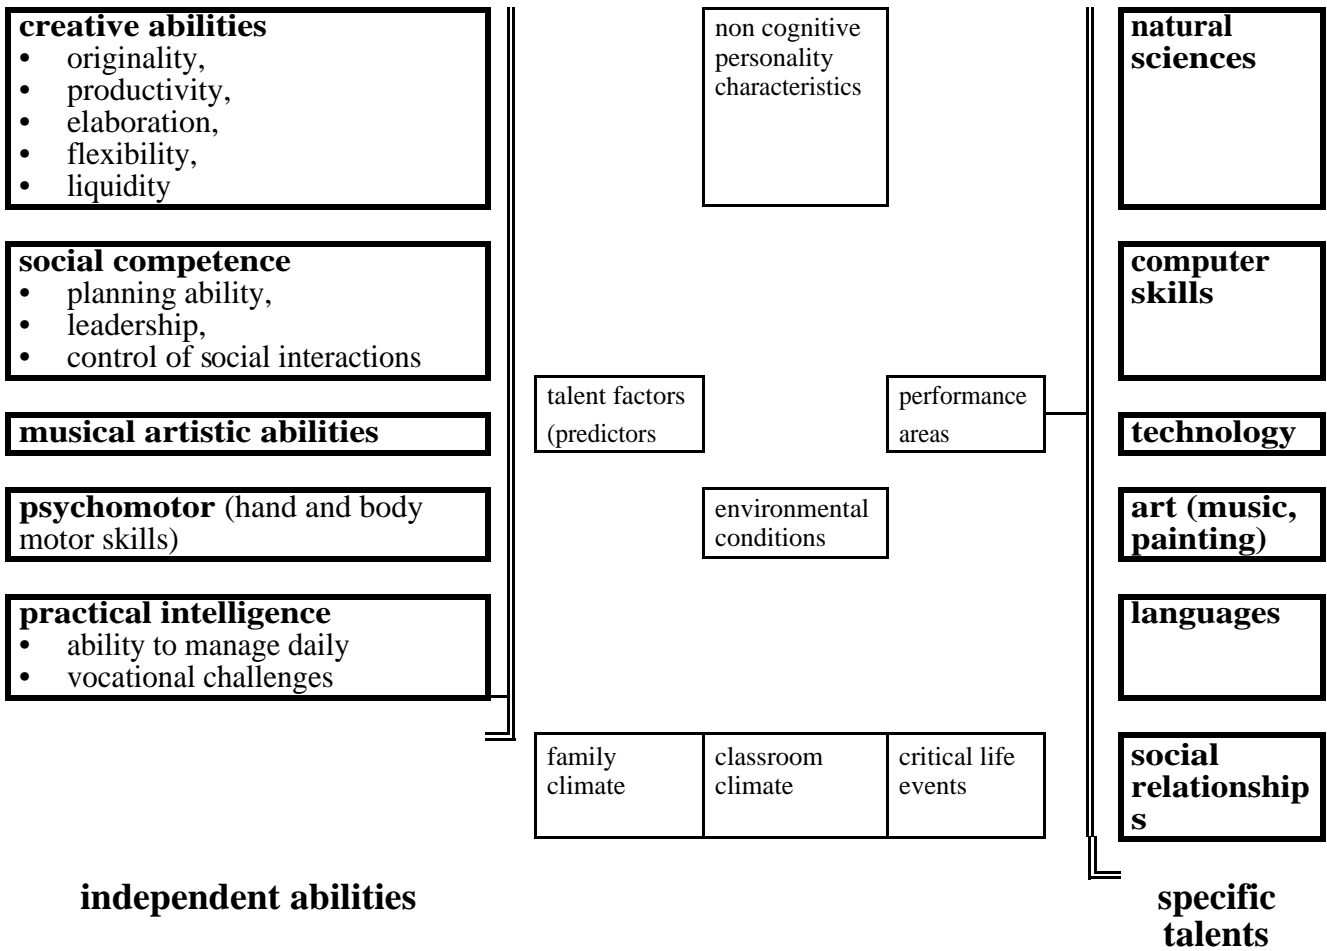 creative abilities
• originality,
• productivity,
• elaboration,
• flexibility,
• liquidity
social competence
• planning ability,
• leadership,
• control of social interactions
musical artistic abilities
psychomotor (hand and body
motor skills)
practical intelligence
• ability to manage daily
• vocational challenges
independent abilities
non cognitive
personality
characteristics
talent factors
(predictors
performance
areas
environmental
conditions
family
climate
classroom
climate
critical life
events
natural
sciences
computer
skills
technology
art (music,
painting)
languages
social
relationship
s
specific
talents